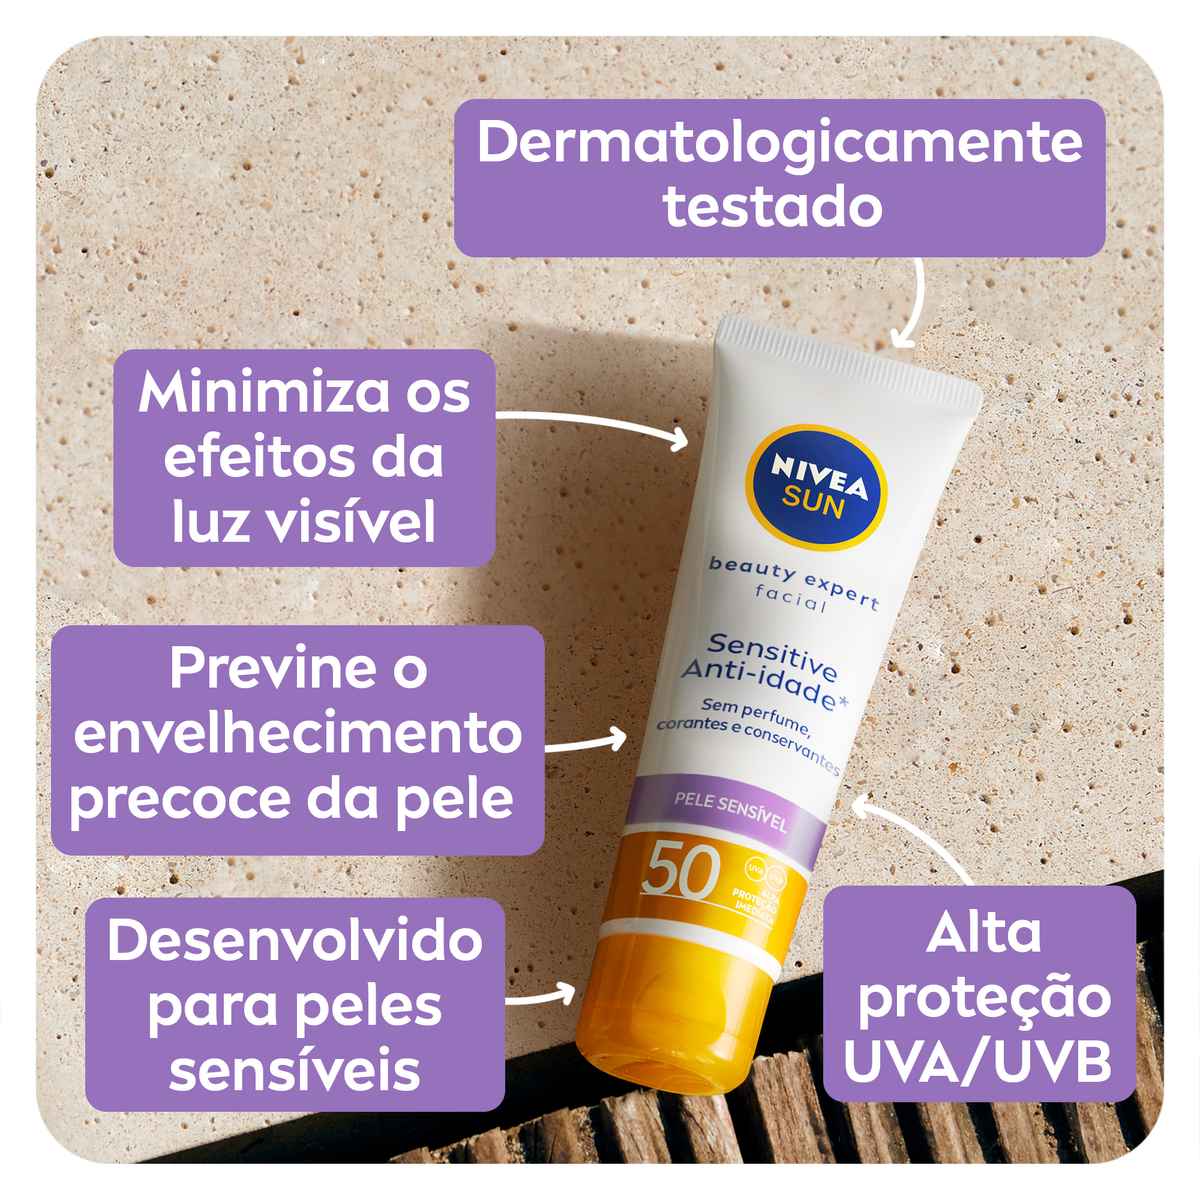 Dermatologicamente
testado
Minimiza os
efeitos da
luz visível
NIVEA
SUN
beauty expert
facial
Sensitive
Anti-idade*
Sem perfume,
corantes e conservantes
Previne o
envelhecimento
precoce da pele
PELE SENSÍVEL
50
UVA UVB
ALTA
PROTEÇÃO
IMEDIATA
Desenvolvido
para peles
sensíveis
Alta
proteção
UVA/UVB